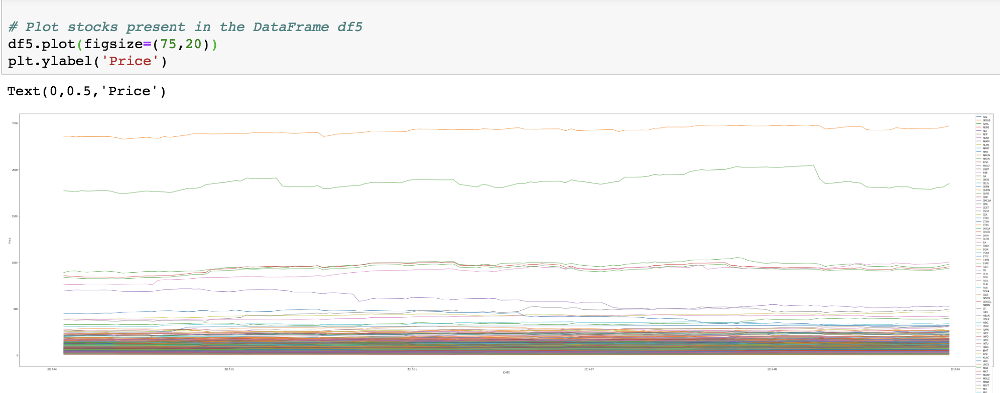 # Plot stocks present in the DataFrame df5
df5.plot(figsize=(75,20))
plt.ylabel('Price')
Text(0,0.5,'Price')
2500
2000
1500
1000
500
0
Price
2017-04
2017-05
2017-06
2017-07
2017-08
2017-09
DATE
AAL
SP500
AAPL
ADBE
ADI
ADP
ADSK
AKAM
ALXN
AMAT
AMD
AMGN
AMZN
ATVI
AVGO
BBBY
BIIB
CA
CBOE
CELG
CERN
CHRW
CHTR
CINF
CMCSA
CME
COST
CSCO
CSX
CTAS
CTSH
CTXS
DISCA
DISCK
DISH
DLTR
EA
EBAY
EQIX
ESRX
ETFC
EXPD
EXPE
FAST
FB
FFIV
FISV
FITB
FLIR
FOX
FOXA
GILD
GOOG
GOOGL
GRMN
GT
HAS
HBAN
HOLX
HSIC
IDXX
ILMN
INCY
INFO
INTC
INTU
ISRG
JBHT
KHC
KLAC
LKQ
LRCX
MAR
MAT
MCHP
MDLZ
MNST
MSFT
MU